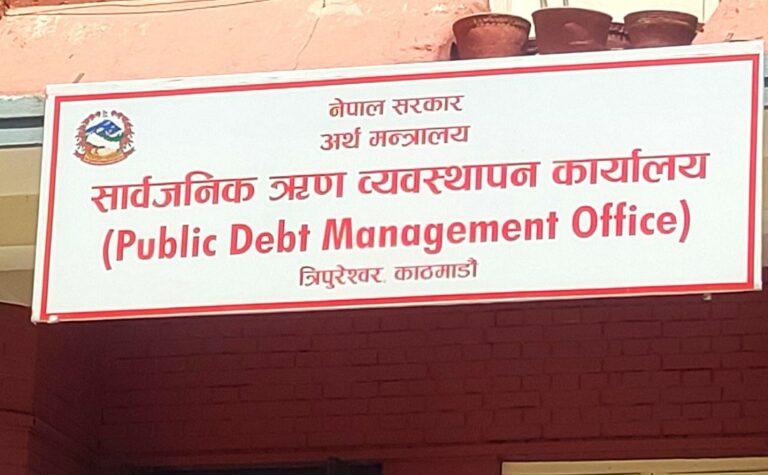 नेपाल सरकार
अर्थ मन्त्रालय
सार्वजनिक ऋण व्यवस्थापन कार्यालय
(Public Debt Management Office)
त्रिपुरेश्वर, काठमाडौं